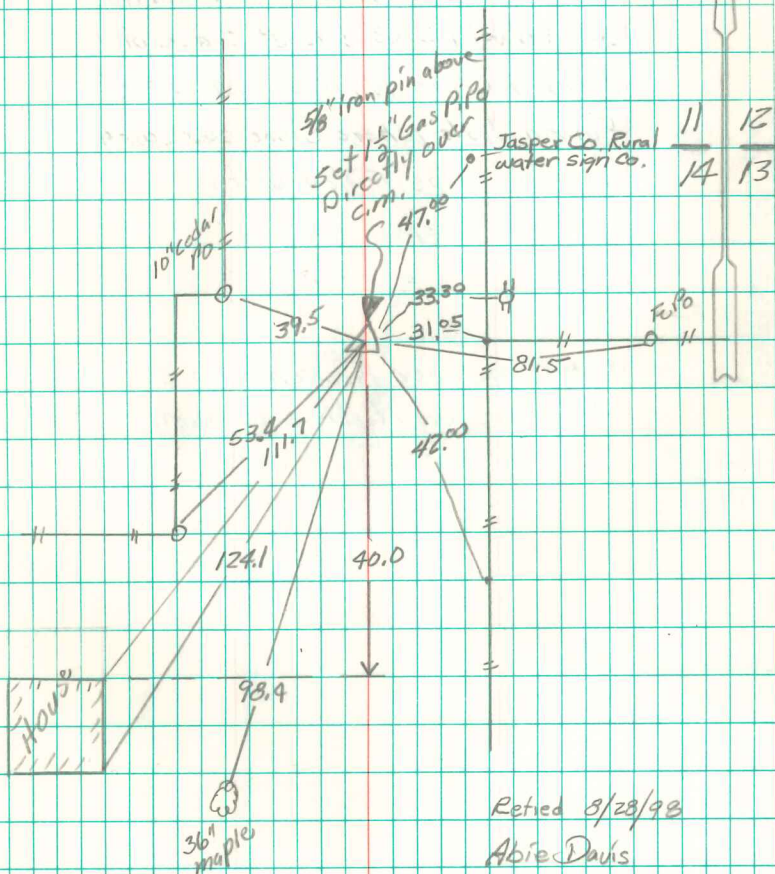 5/8" Iron pin above
Set 1 1/2" Gas Pipe
Directly over
c.m.
Jasper Co. Rural
water sign Co.
11 12
14 13
47.00
10" cedar
po
33.30
39.5
31.05
Fe.Po
81.5
53.4
111.7
42.00
124.1
40.0
House
98.4
36"
maple
Retied 8/28/98
Abie Davis